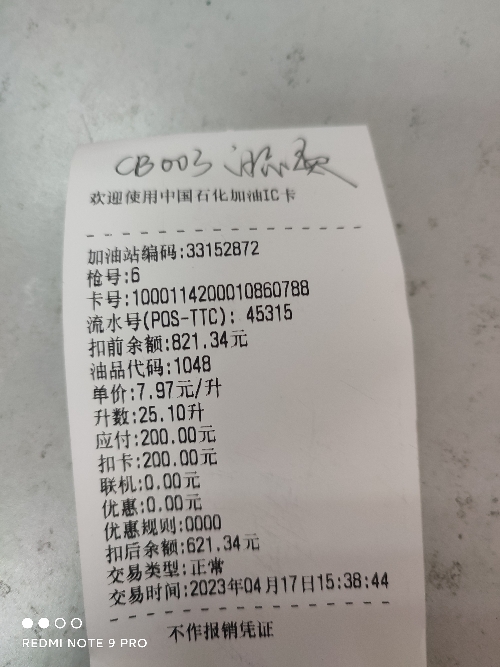 CB003
欢迎使用中国石化加油IC卡
加油站编码:33152872
枪号:6
卡号:1000114200010860788
流水号(POS-TTC): 45315
扣前余额:821.34元
油品代码:1048
单价:7.97元/升
升数:25.10升
应付:200.00元
扣卡:200.00元
联机:0.00元
优惠:0.00元
优惠规则:0000
扣后余额:621.34元
交易类型:正常
交易时间:2023年04月17日15:38:44
不作报销凭证
REDMI NOTE 9 PRO